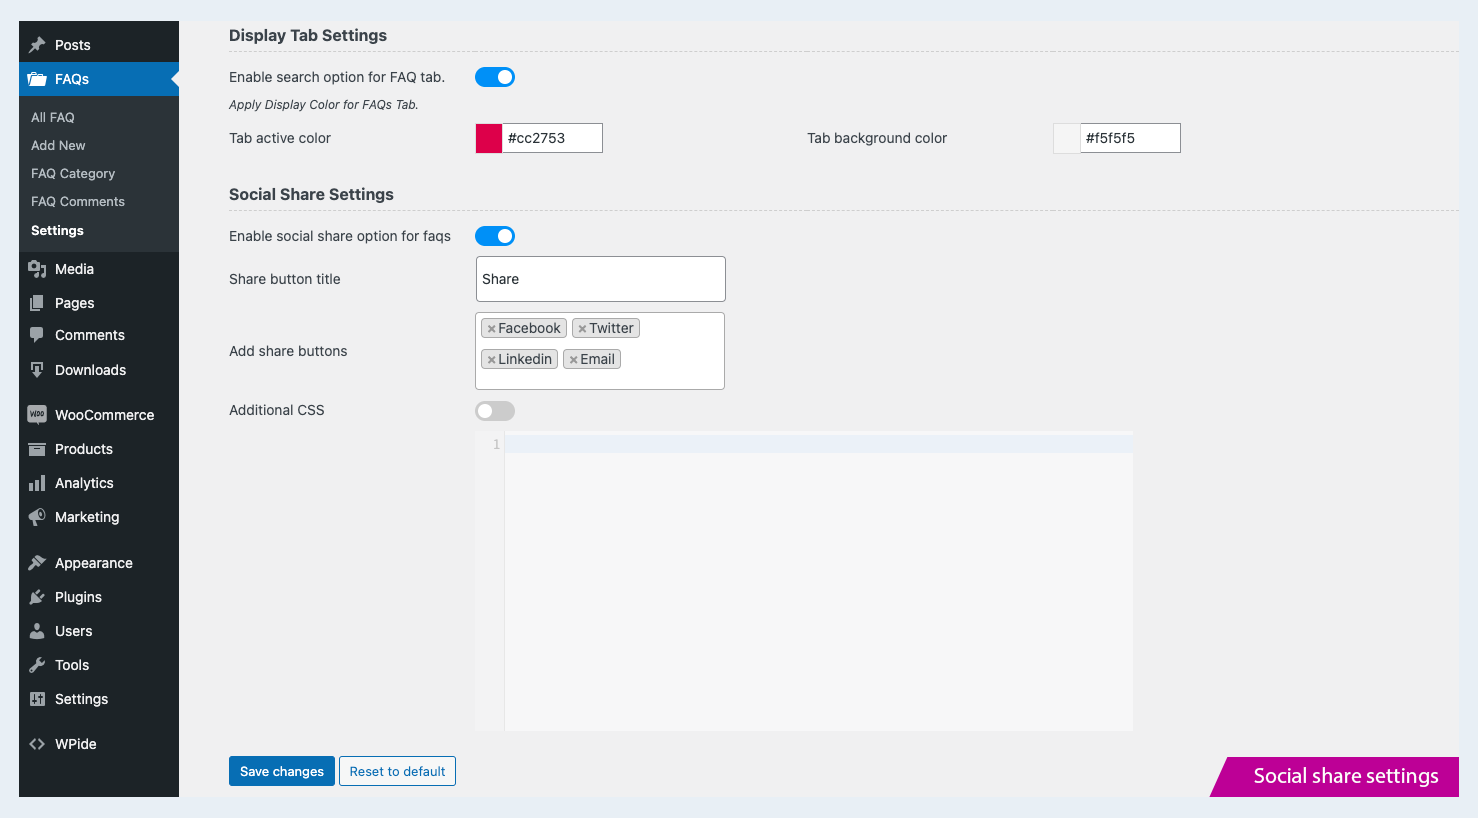 Posts
FAQs
All FAQ
Add New
FAQ Category
FAQ Comments
Settings
Media
Pages
Comments
Downloads
WOO WooCommerce
Products
Analytics
Marketing
Appearance
Plugins
Users
Tools
Settings
WPide
Display Tab Settings
Enable search option for FAQ tab.
Apply Display Color for FAQs Tab.
Tab active color #cc2753 Tab background color #f5f5f5
Social Share Settings
Enable social share option for faqs
Share button title Share
Add share buttons
×Facebook ×Twitter
×Linkedin ×Email
Additional CSS
1
Save changes Reset to default
Social share settings